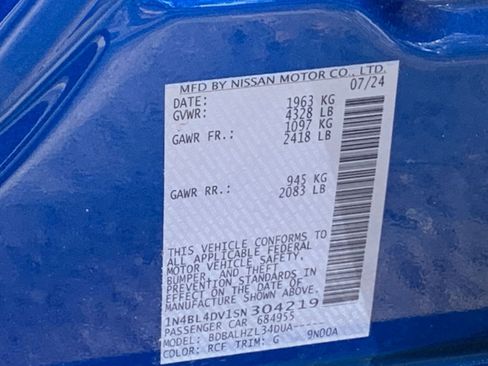 MFD BY NISSAN MOTOR CO., LTD.
07/24
DATE: 1963 KG
GVWR: 4328 LB
1097 KG
GAWR FR.: 2418 LB
945 KG
GAWR RR.: 2083 LB
THIS VEHICLE CONFORMS TO
ALL APPLICABLE FEDERAL
MOTOR VEHICLE SAFETY,
BUMPER, AND THEFT
PREVENTION STANDARDS IN
EFFECT ON THE DATE OF
MANUFACTURE SHOWN ABOVE.
1N4BL4DV1SN304219
PASSENGER CAR 684955
MODEL: BDBALHZL34DUA-----
COLOR: RCF TRIM: G 9N00A